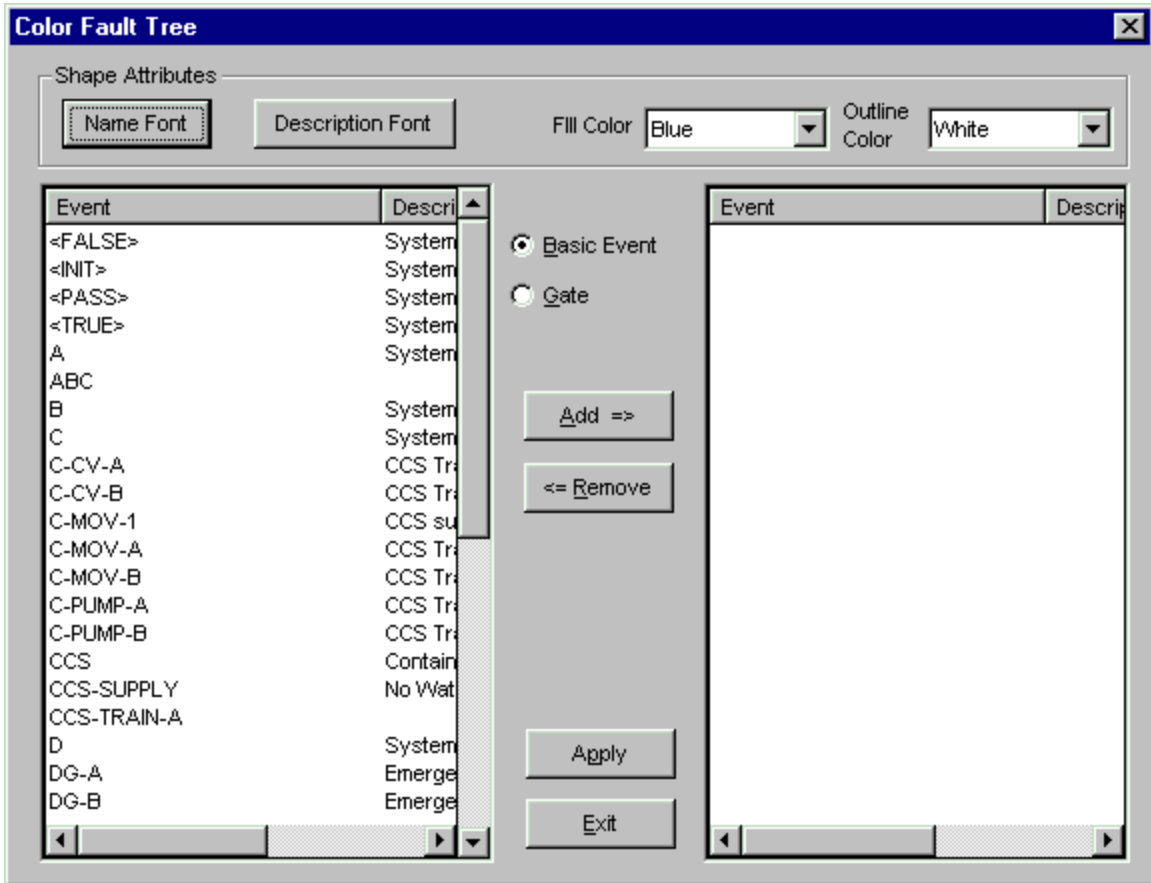 Color Fault Tree
Shape Attributes
Name Font Description Font Fill Color Blue Outline Color White
Event Descri
<FALSE> System
<INIT> System
<PASS> System
<TRUE> System
A System
ABC
B System
C System
C-CV-A CCS Tra
C-CV-B CCS Tra
C-MOV-1 CCS su
C-MOV-A CCS Tra
C-MOV-B CCS Tra
C-PUMP-A CCS Tra
C-PUMP-B CCS Tra
CCS Contain
CCS-SUPPLY No Wat
CCS-TRAIN-A
D System
DG-A Emerge
DG-B Emerge
Basic Event
Gate
Add =>
<= Remove
Apply
Exit
Event Descrip